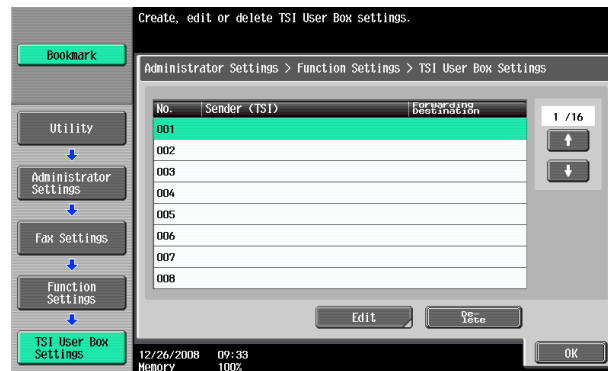 Create, edit or delete TSI User Box settings.
Bookmark
Administrator Settings > Function Settings > TSI User Box Settings
No. Sender (TSI) Forwarding Destination
1 /16
001
002
003
004
005
006
007
008
Utility
Administrator
Settings
Fax Settings
Function
Settings
TSI User Box
Settings
Edit
De-
lete
12/26/2008 09:33
Memory 100%
OK